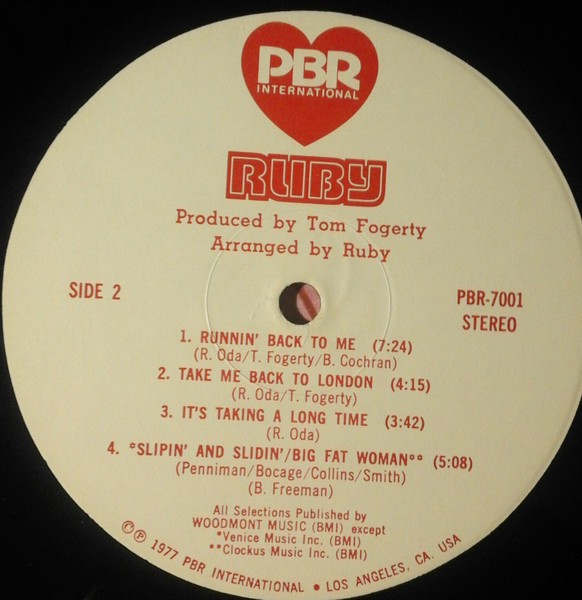 PBR
INTERNATIONAL
RUBY
Produced by Tom Fogerty
Arranged by Ruby
SIDE 2
PBR-7001
STEREO
1. RUNNIN' BACK TO ME (7:24)
(R. Oda/T. Fogerty/B. Cochran)
2. TAKE ME BACK TO LONDON (4:15)
(R. Oda/T. Fogerty)
3. IT'S TAKING A LONG TIME (3:42)
(R. Oda)
4. *SLIPIN' AND SLIDIN'/BIG FAT WOMAN** (5:08)
(Penniman/Bocage/Collins/Smith)
(B. Freeman)
All Selections Published by
WOODMONT MUSIC (BMI) except
*Venice Music Inc. (BMI)
**Clockus Music Inc. (BMI)
©℗ 1977 PBR INTERNATIONAL • LOS ANGELES, CA. USA